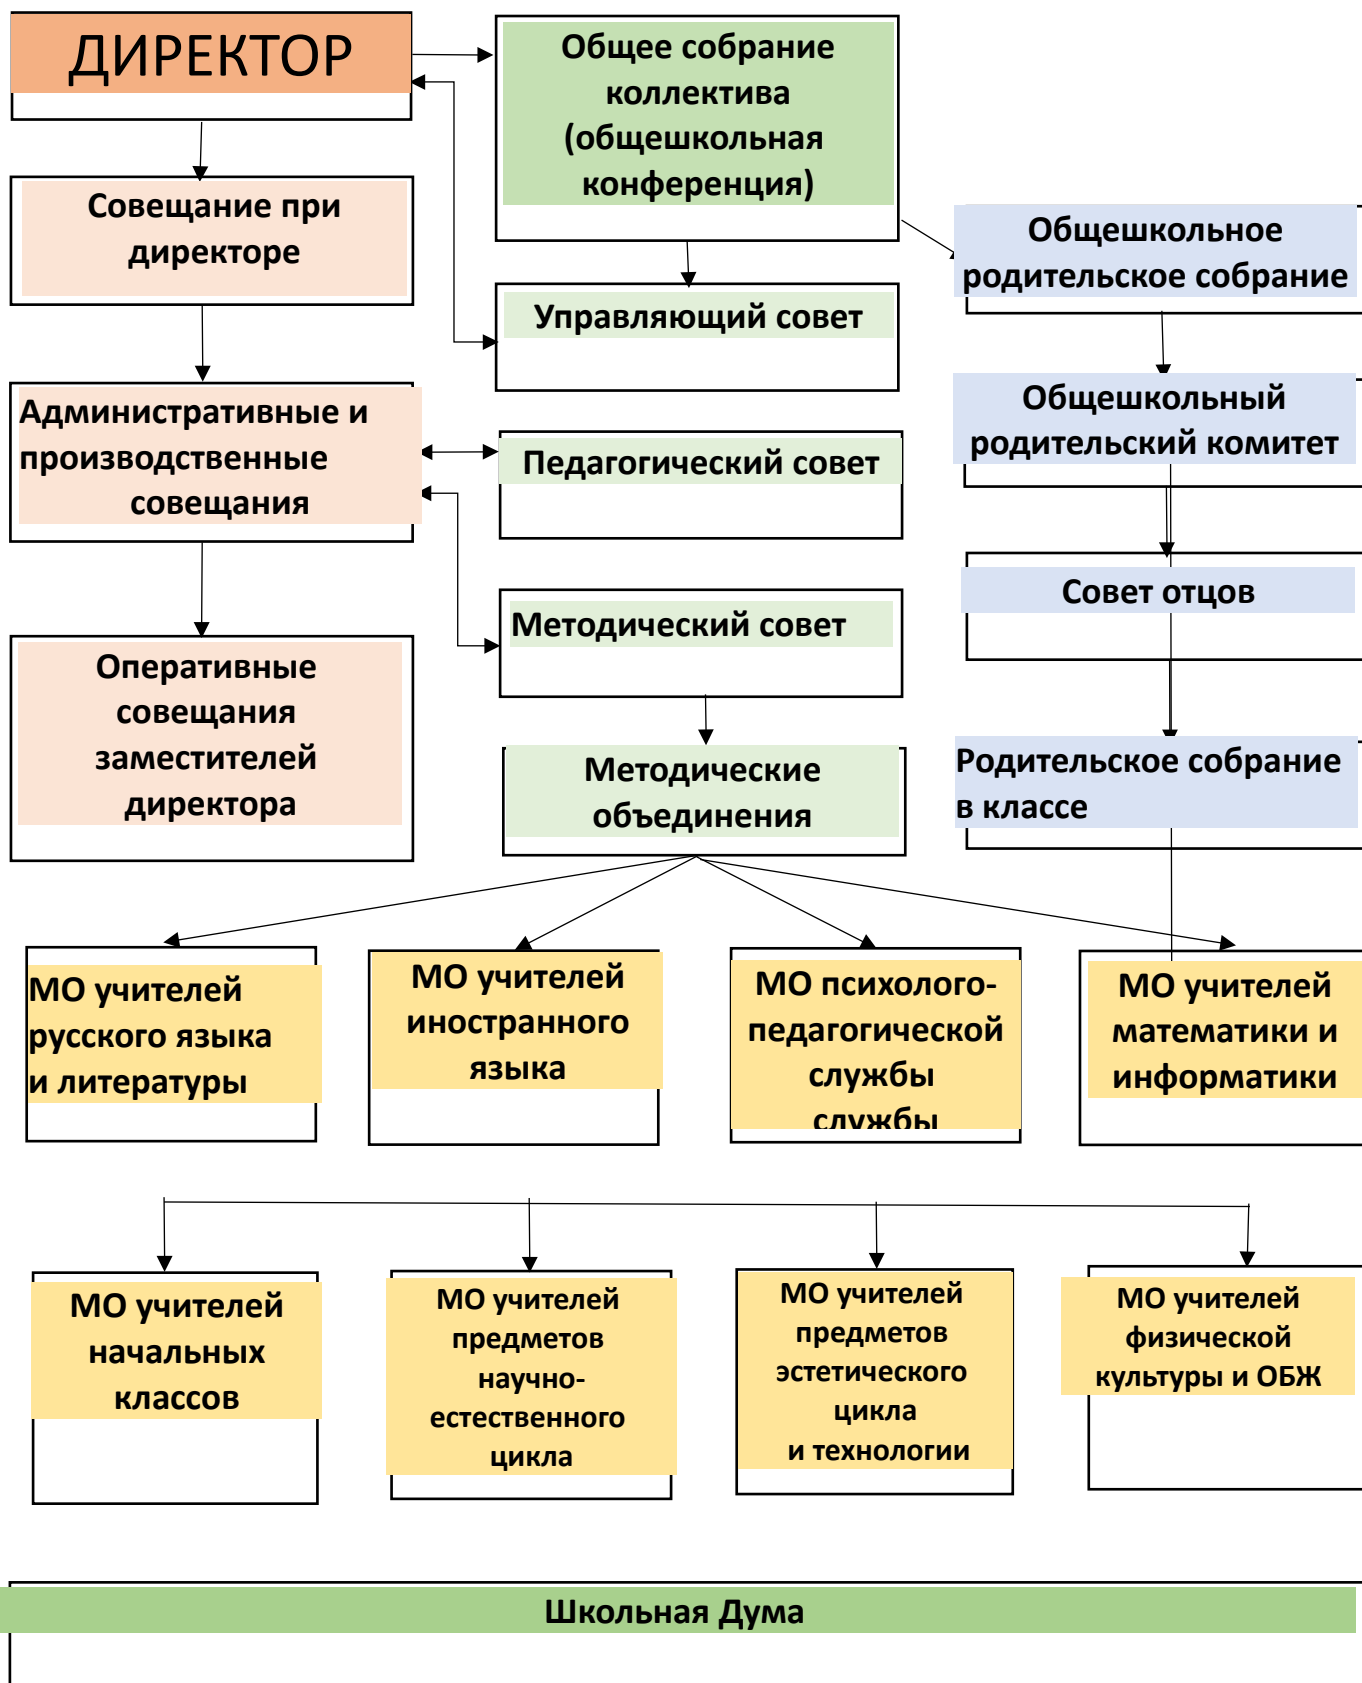 ДИРЕКТОР
Общее собрание
коллектива
(общешкольная
конференция)
Совещание при
директоре
Общешкольное
родительское собрание
Управляющий совет
Административные и
производственные
совещания
Общешкольный
родительский комитет
Педагогический совет
Совет отцов
Методический совет
Оперативные
совещания
заместителей
директора
Методические
объединения
Родительское собрание
в классе
МО учителей
русского языка
и литературы
МО учителей
иностранного
языка
МО психолого-
педагогической
службы
службы
МО учителей
математики и
информатики
МО учителей
начальных
классов
МО учителей
предметов
научно-
естественного
цикла
МО учителей
предметов
эстетического
цикла
и технологии
МО учителей
физической
культуры и ОБЖ
Школьная Дума